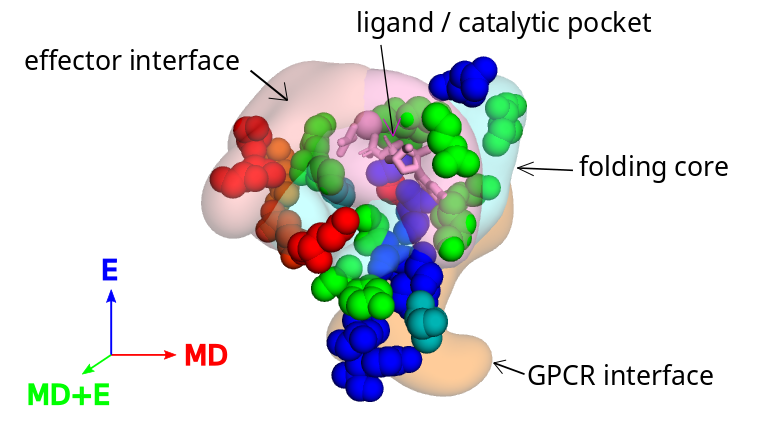 ligand / catalytic pocket
effector interface
folding core
E
MD
MD+E
GPCR interface